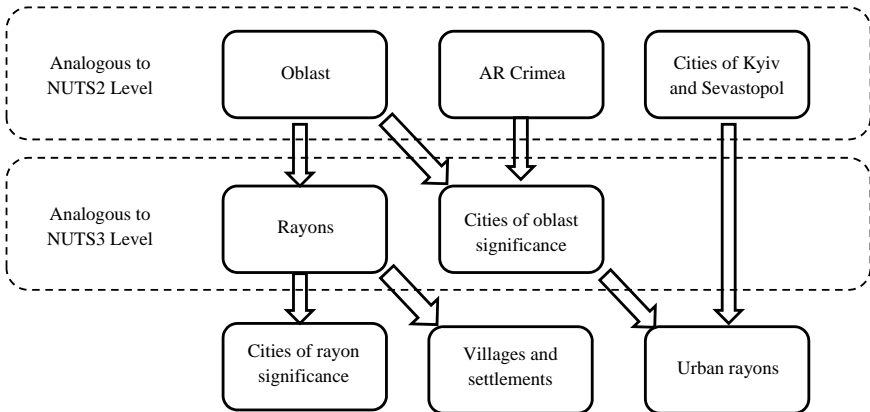 Analogous to
NUTS2 Level
Oblast
AR Crimea
Cities of Kyiv
and Sevastopol
Analogous to
NUTS3 Level
Rayons
Cities of oblast
significance
Cities of rayon
significance
Villages and
settlements
Urban rayons